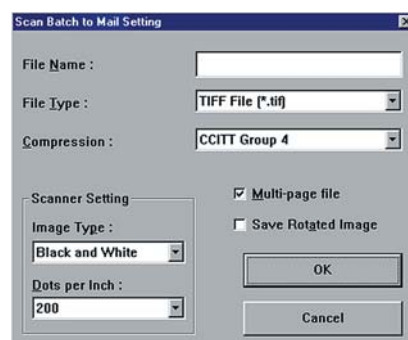 Scan Batch to Mail Setting
File Name :
File Type : TIFF File (*.tif)
Compression : CCITT Group 4
Scanner Setting
Image Type :
Black and White
Dots per Inch :
200
Multi-page file
Save Rotated Image
OK
Cancel